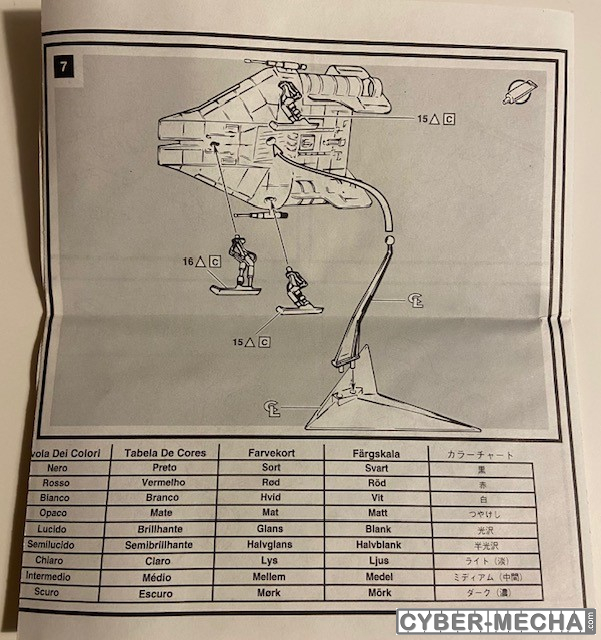 7
15 C
16 C
15 C
CL
CL
vola Dei Colori Tabela De Cores Farvekort Färgskala カラーチャート
Nero Preto Sort Svart 黒
Rosso Vermelho Rød Röd 赤
Bianco Branco Hvid Vit 白
Opaco Mate Mat Matt つやけし
Lucido Brillhante Glans Blank 光沢
Semilucido Semibrillhante Halvglans Halvblank 半光沢
Chiaro Claro Lys Ljus ライト（淡）
Intermedio Médio Mellem Medel ミディアム（中間）
Scuro Escuro Mørk Mörk ダーク（濃）
CYBER-MECHA.com